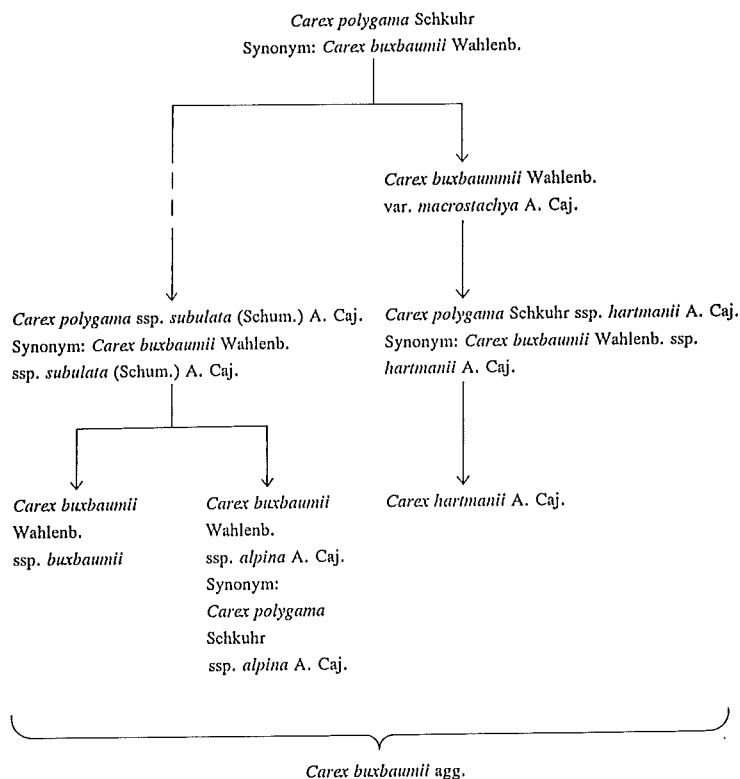 Carex polygama Schkuhr
Synonym: Carex buxbaumii Wahlenb.
Carex buxbaummii Wahlenb.
var. macrostachya A. Caj.
Carex polygama ssp. subulata (Schum.) A. Caj.
Synonym: Carex buxbaumii Wahlenb.
ssp. subulata (Schum.) A. Caj.
Carex polygama Schkuhr ssp. hartmanii A. Caj.
Synonym: Carex buxbaumii Wahlenb. ssp.
hartmanii A. Caj.
Carex buxbaumii
Wahlenb.
ssp. buxbaumii
Carex buxbaumii
Wahlenb.
ssp. alpina A. Caj.
Synonym:
Carex polygama
Schkuhr
ssp. alpina A. Caj.
Carex hartmanii A. Caj.
Carex buxbaumii agg.